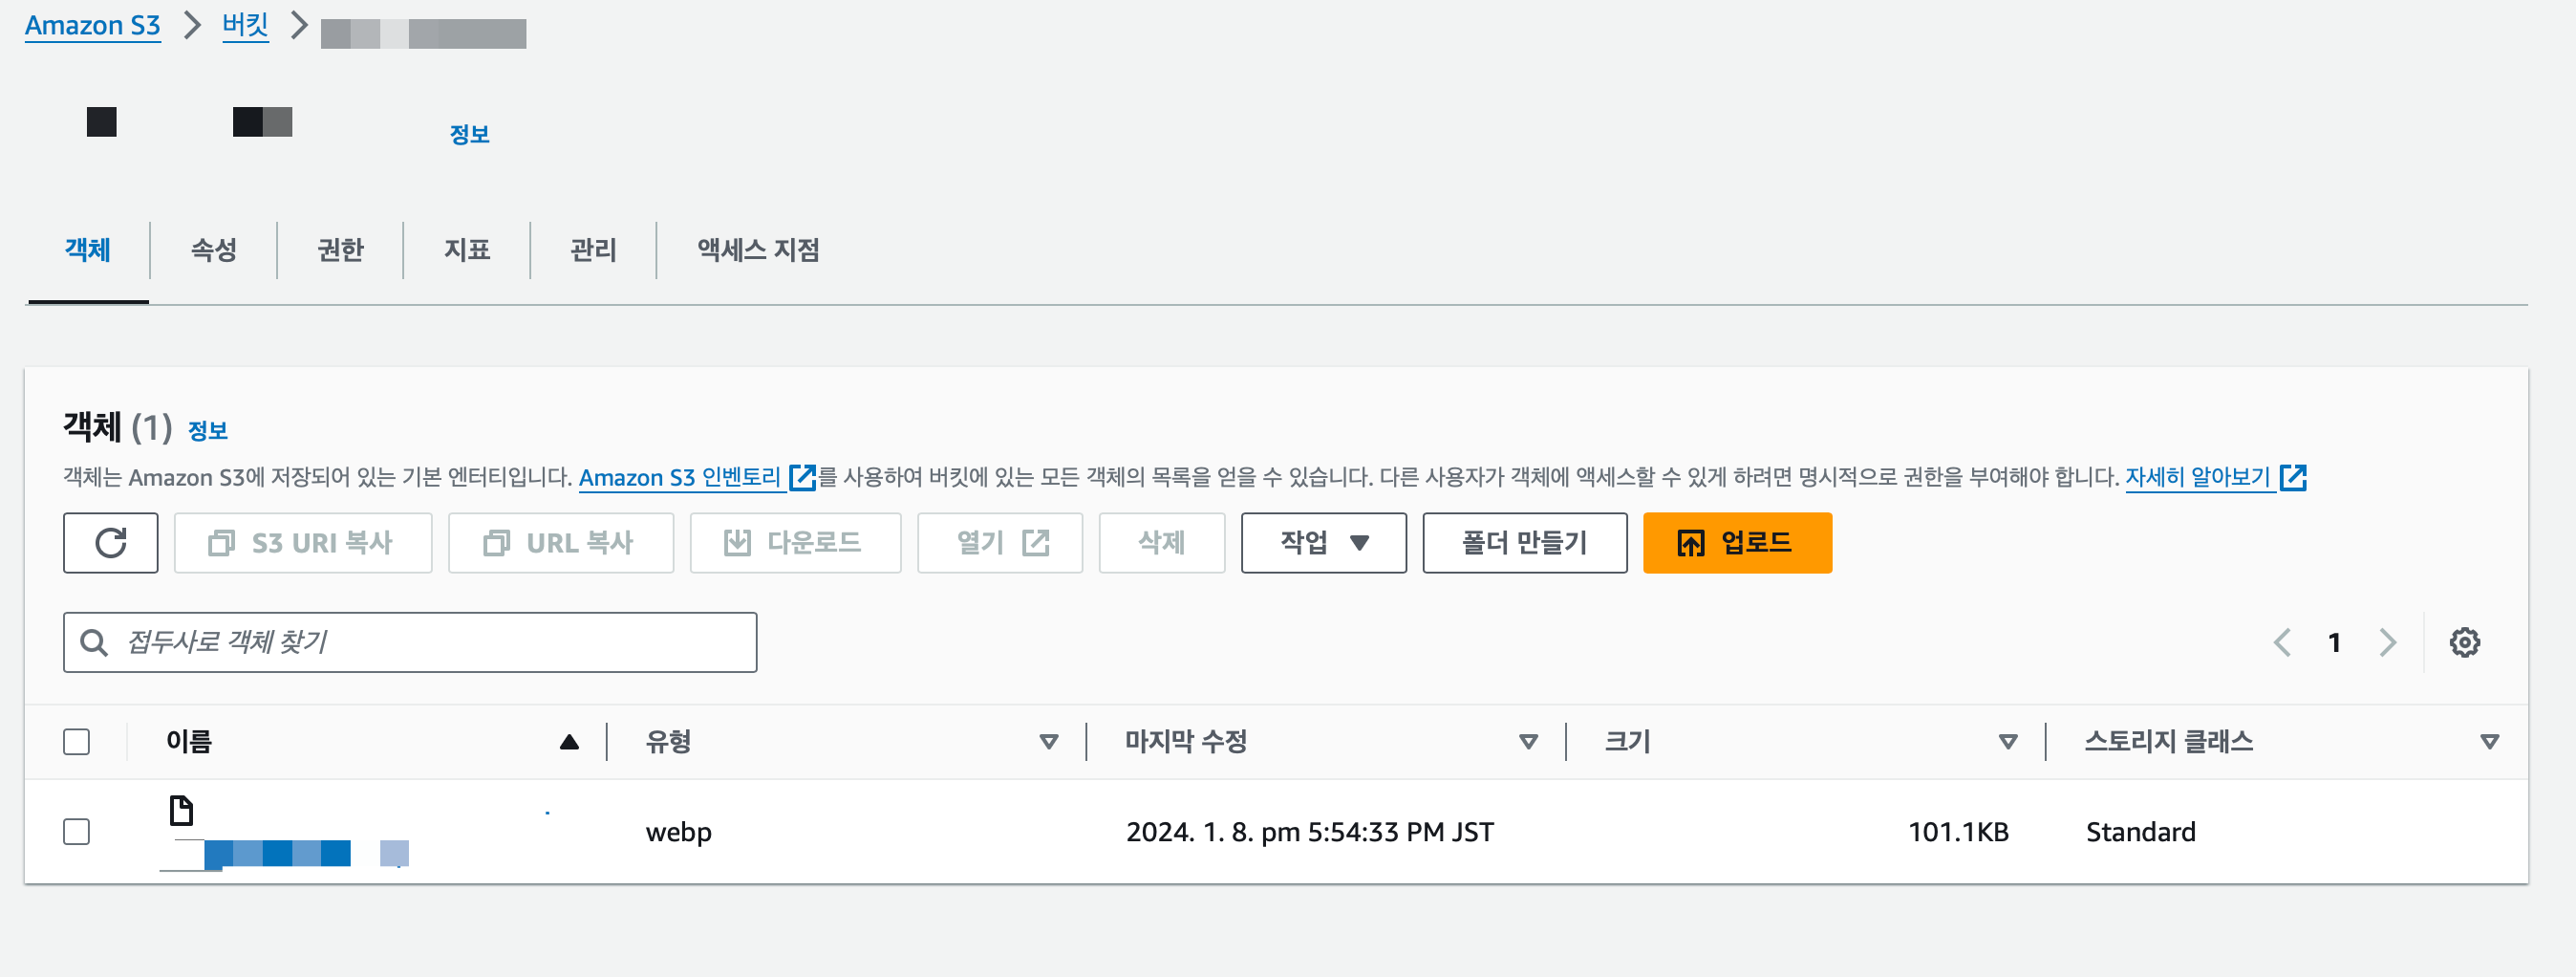 Amazon S3 > 버킷 >
정보
객체 속성 권한 지표 관리 액세스 지점
객체 (1) 정보
객체는 Amazon S3에 저장되어 있는 기본 엔터티입니다. Amazon S3 인벤토리를 사용하여 버킷에 있는 모든 객체의 목록을 얻을 수 있습니다. 다른 사용자가 객체에 액세스할 수 있게 하려면 명시적으로 권한을 부여해야 합니다. 자세히 알아보기
S3 URI 복사 URL 복사 다운로드 열기 삭제 작업 폴더 만들기 업로드
접두사로 객체 찾기 1
이름 유형 마지막 수정 크기 스토리지 클래스
webp 2024. 1. 8. pm 5:54:33 PM JST 101.1KB Standard